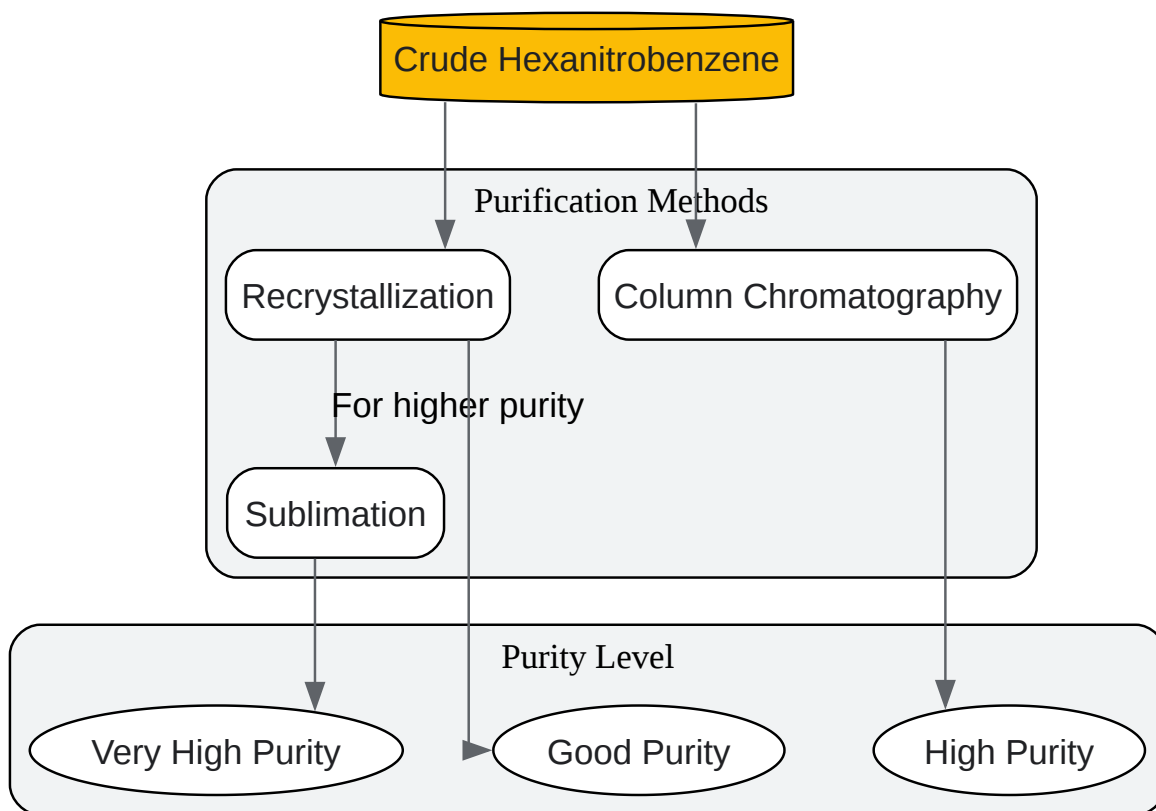 Crude Hexanitrobenzene
Purification Methods
Recrystallization
Column Chromatography
For higher purity
Sublimation
Purity Level
Very High Purity
Good Purity
High Purity